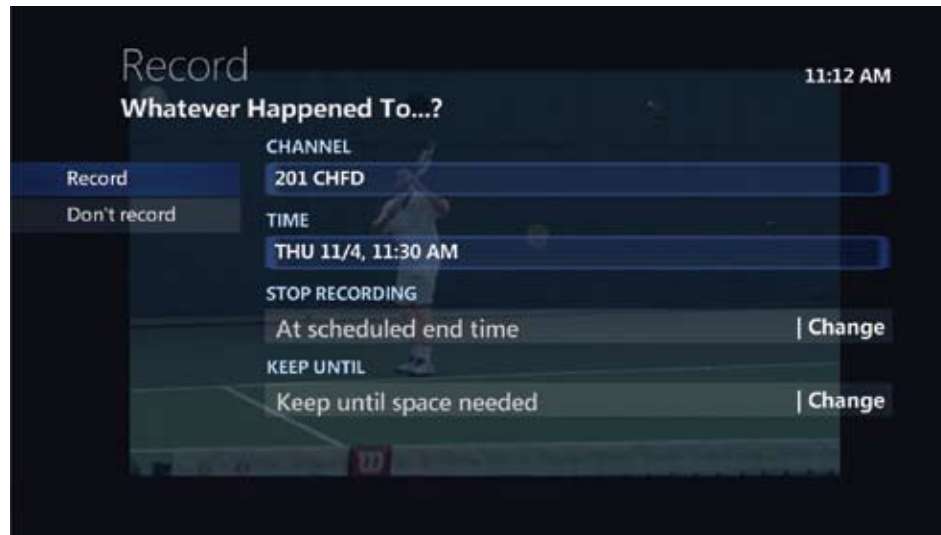 Record
11:12 AM
Whatever Happened To...?
CHANNEL
Record
201 CHFD
Don't record
TIME
THU 11/4, 11:30 AM
STOP RECORDING
At scheduled end time | Change
KEEP UNTIL
Keep until space needed | Change